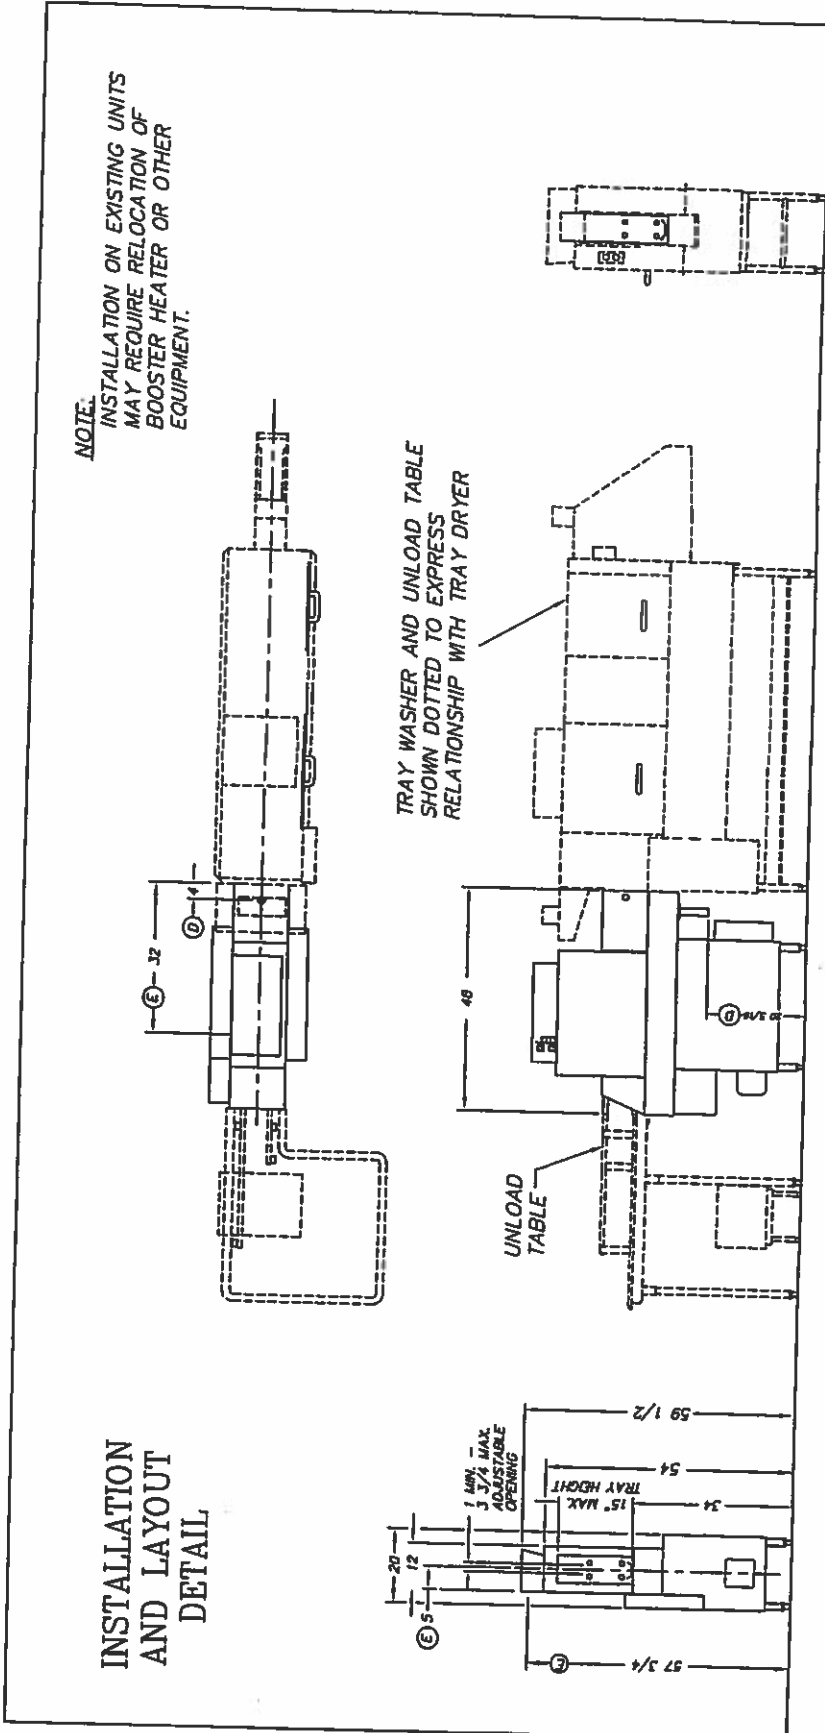 INSTALLATION
AND LAYOUT
DETAIL
NOTE:
INSTALLATION ON EXISTING UNITS
MAY REQUIRE RELOCATION OF
BOOSTER HEATER OR OTHER
EQUIPMENT.
E 32
D 4
TRAY WASHER AND UNLOAD TABLE
SHOWN DOTTED TO EXPRESS
RELATIONSHIP WITH TRAY DRYER
48
UNLOAD
TABLE
D 20 3/16
20
12
E 5
1 MIN. –
3 3/4 MAX.
ADJUSTABLE
OPENING
15" MAX.
TRAY HEIGHT
34
54
59 1/2
57 3/4 E